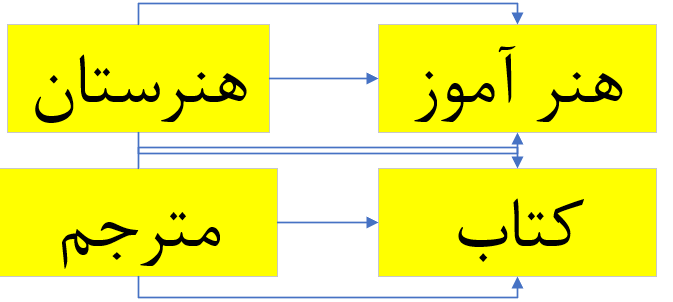 هنر آموز
هنرستان
کتاب
مترجم